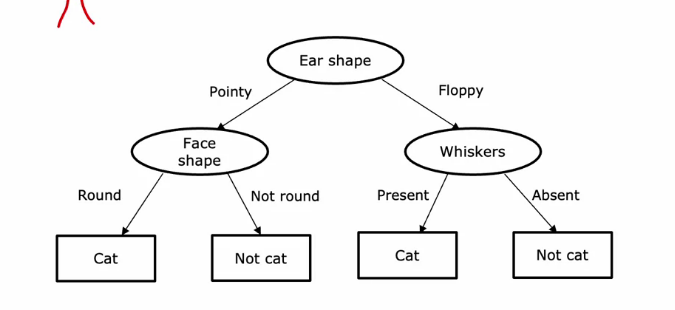 Ear shape
Pointy
Floppy
Face
shape
Whiskers
Round
Not round
Present
Absent
Cat
Not cat
Cat
Not cat